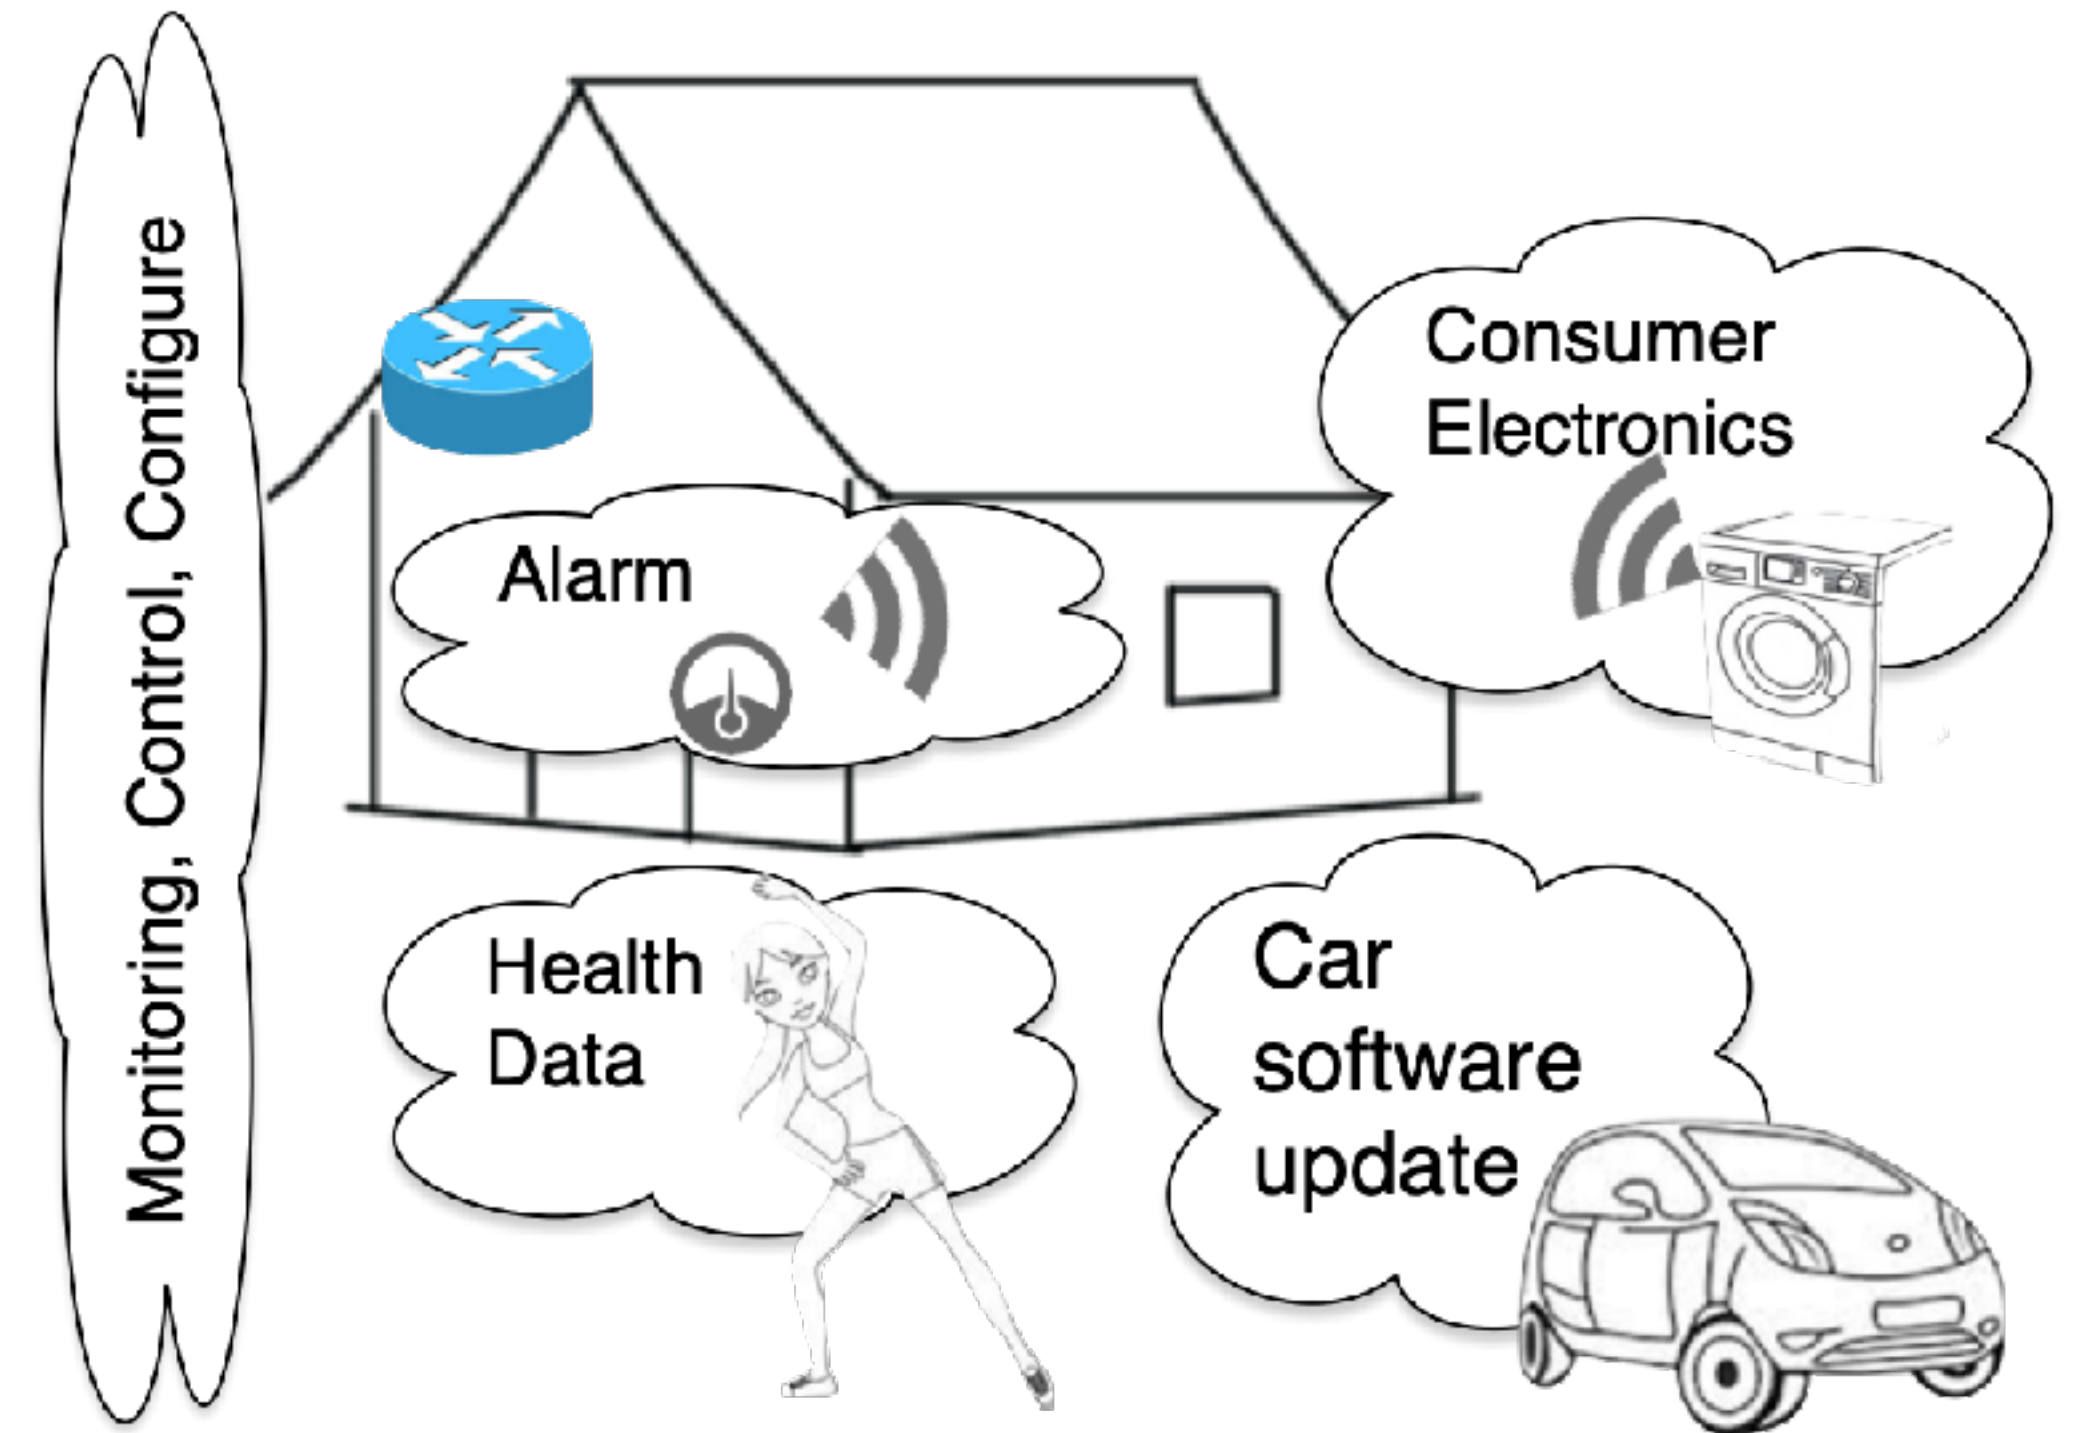 Monitoring, Control, Configure
Consumer
Electronics
Alarm
Health
Data
Car
software
update